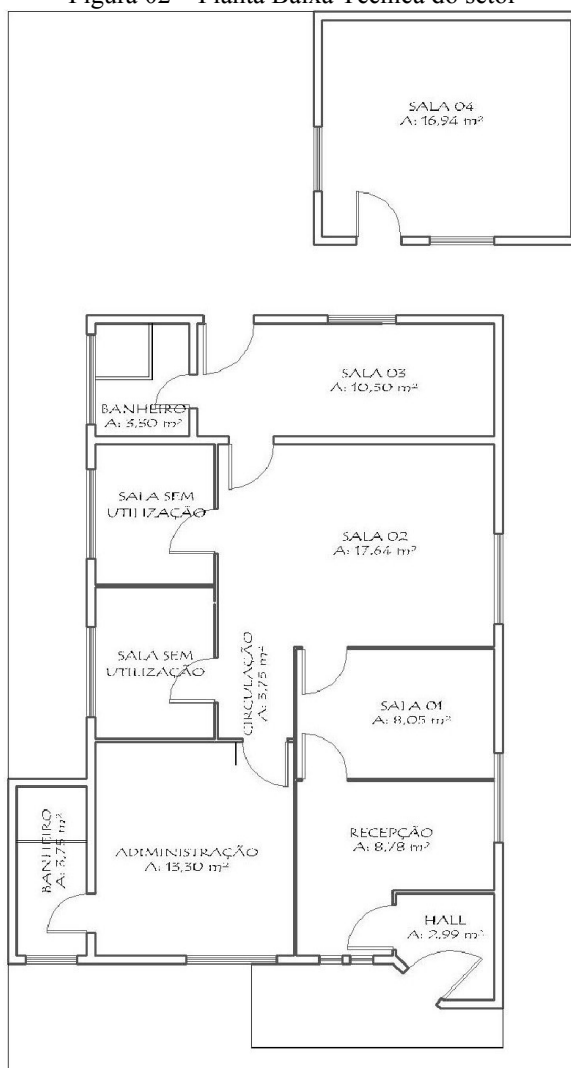 Figura 02 – Planta Baixa Técnica do setor
SALA 04
A: 16,94 m²
SALA 03
A: 10,50 m²
BANHEIRO
A: 3,30 m²
SALA SEM
UTILIZAÇÃO
SALA 02
A: 17,64 m²
SALA SEM
UTILIZAÇÃO
CIRCULAÇÃO
A: 3,75 m²
SALA 01
A: 8,05 m²
BANHEIRO
A: 3,75 m²
ADIMINISTRAÇÃO
A: 13,30 m²
RECEPÇÃO
A: 8,78 m²
HALL
A: 2,99 m²